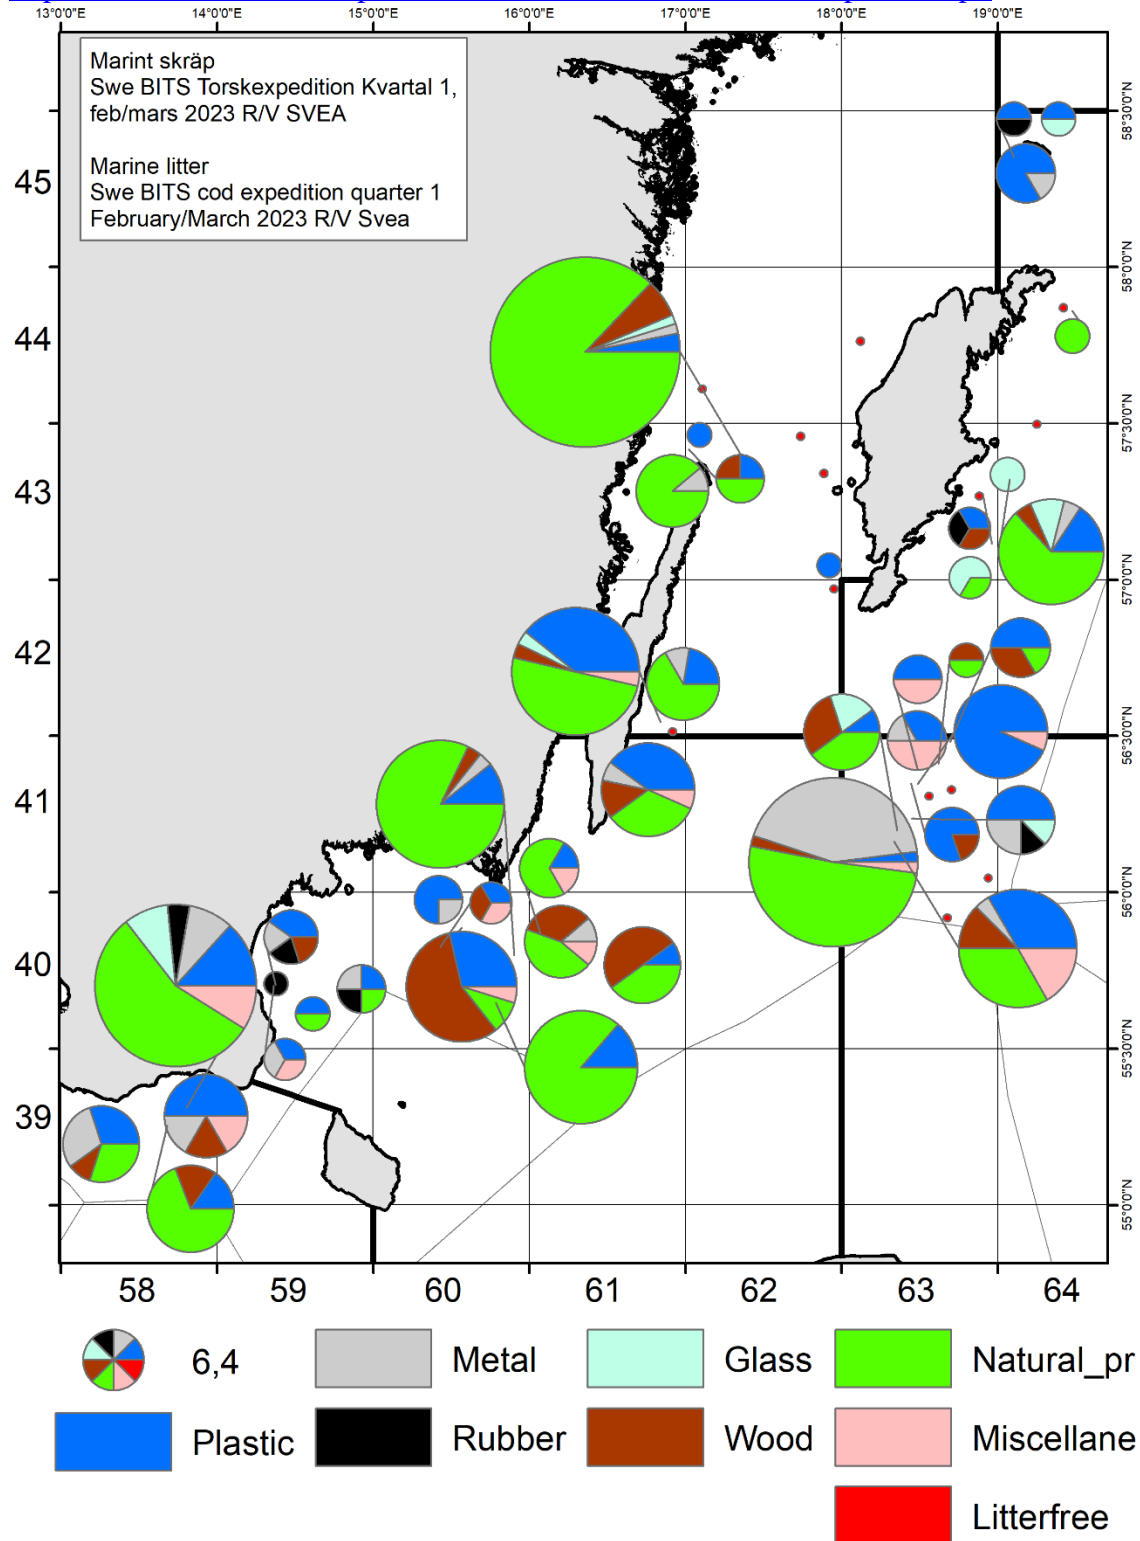 13°0'0"E 14°0'0"E 15°0'0"E 16°0'0"E 17°0'0"E 18°0'0"E 19°0'0"E
Marint skräp
Swe BITS Torskexpedition Kvartal 1,
feb/mars 2023 R/V SVEA
Marine litter
Swe BITS cod expedition quarter 1
February/March 2023 R/V Svea
58°30'0"N
45
58°0'0"N
44
57°30'0"N
43
57°0'0"N
42
56°30'0"N
41
56°0'0"N
40
55°30'0"N
39
55°0'0"N
58 59 60 61 62 63 64
6,4 Metal Glass Natural_pr
Plastic Rubber Wood Miscellane
Litterfree